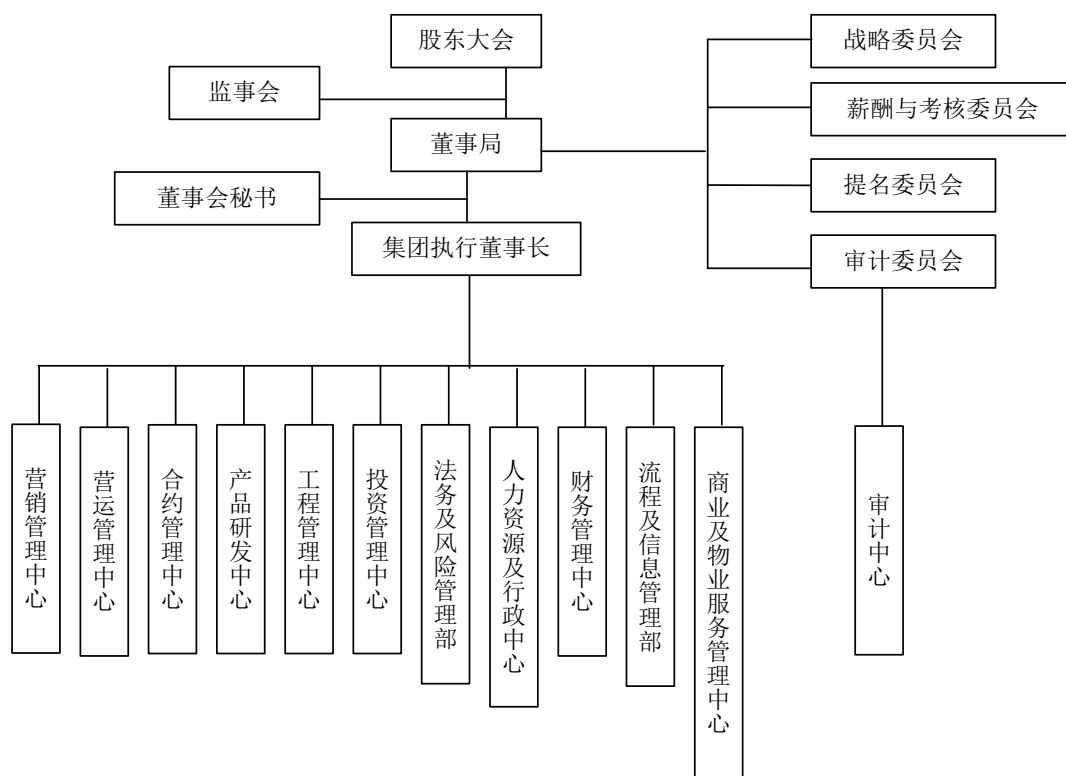 股东大会
战略委员会
监事会
薪酬与考核委员会
董事局
提名委员会
董事会秘书
集团执行董事长
审计委员会
营销管理中心
营运管理中心
合约管理中心
产品研发中心
工程管理中心
投资管理中心
法务及风险管理部
人力资源及行政中心
财务管理中心
流程及信息管理部
商业及物业服务管理中心
审计中心